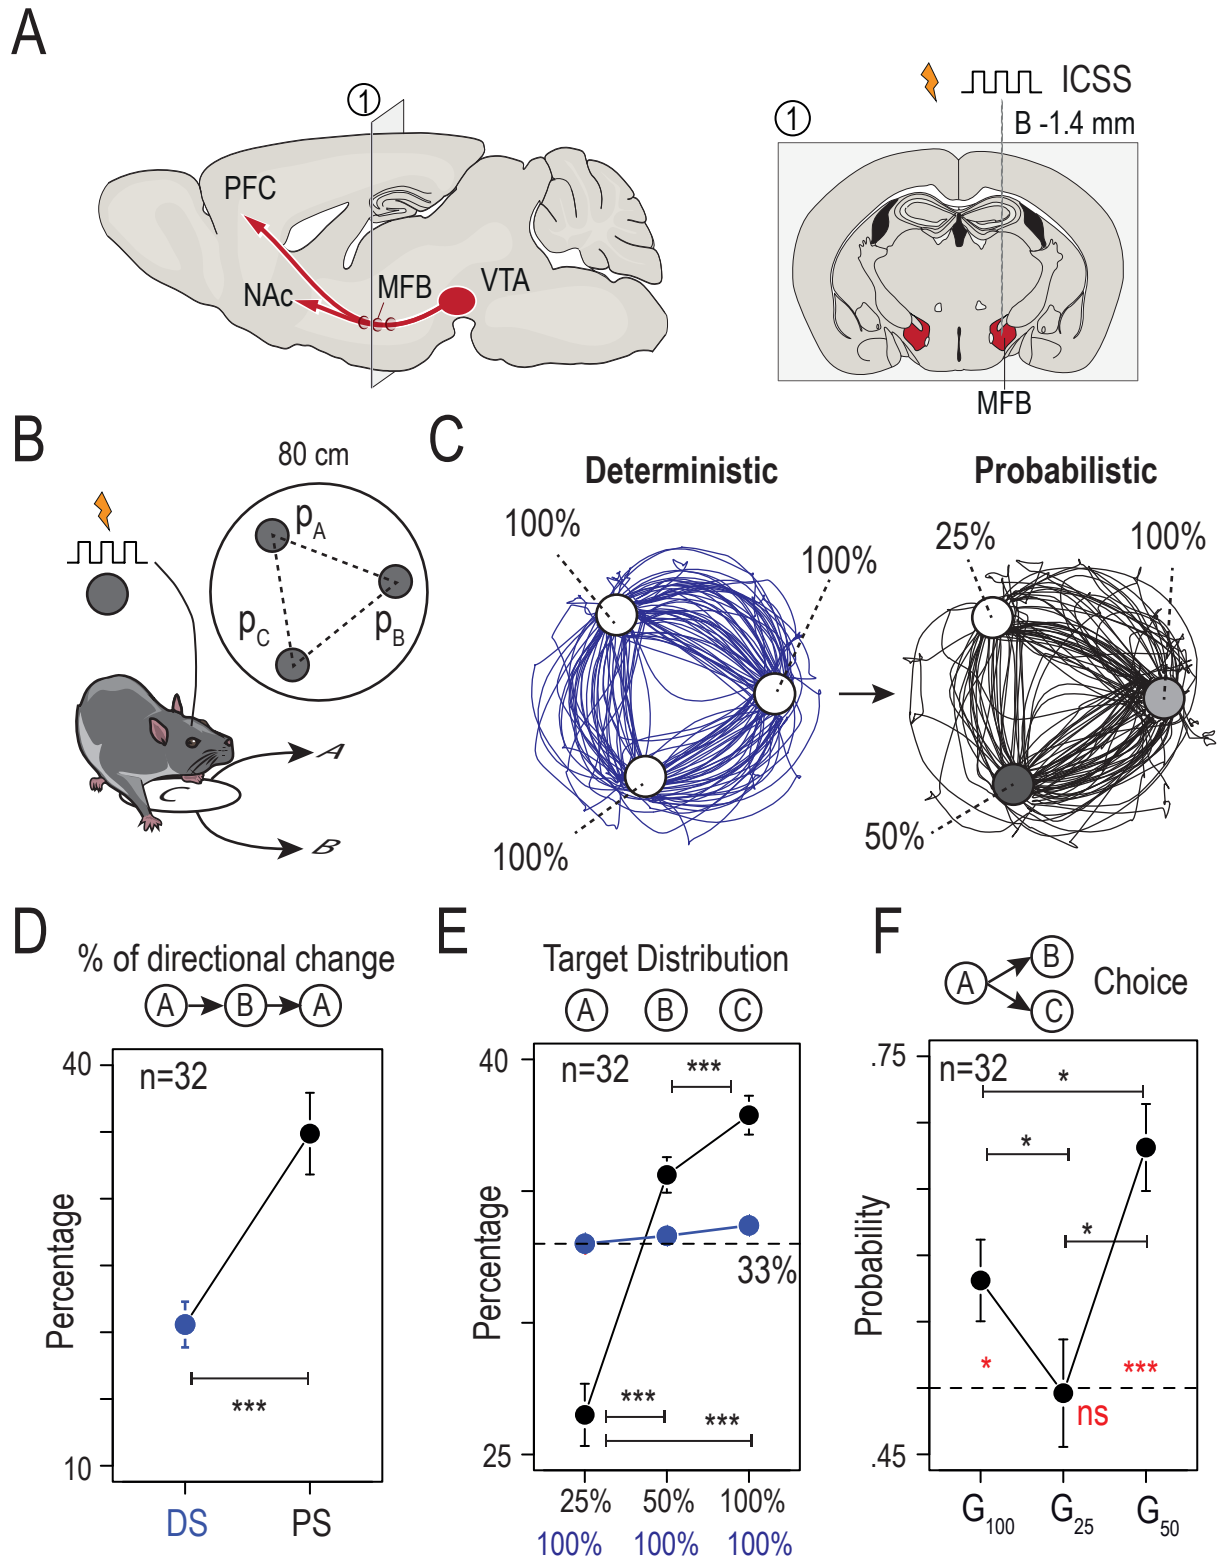 A
1
PFC
NAc
MFB
VTA
ICSS
1
B -1.4 mm
MFB
B
80 cm
pA
pB
pC
C
A
B
C
Deterministic
Probabilistic
100%
100%
100%
25%
100%
50%
D
% of directional change
A B A
40
n=32
Percentage
***
10
DS PS
E
Target Distribution
A B C
40
n=32
***
Percentage
33%
***
***
25
25% 50% 100%
100% 100% 100%
F
A B C
Choice
.75
n=32
*
*
*
Probability
*
***
ns
.45
G100 G25 G50